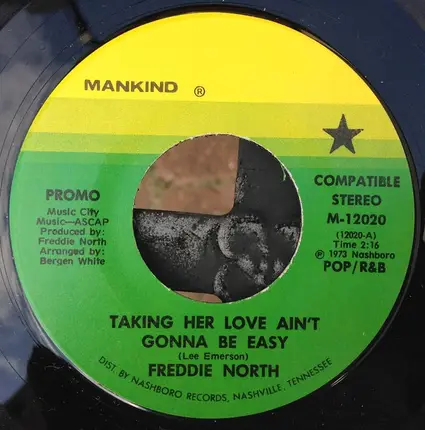 MANKIND ®
PROMO
Music City
Music—ASCAP
Produced by:
Freddie North
Arranged by:
Bergen White
COMPATIBLE
STEREO
M-12020
(12020-A)
Time 2:16
℗ 1973 Nashboro
POP/R&B
TAKING HER LOVE AIN'T
GONNA BE EASY
(Lee Emerson)
FREDDIE NORTH
DIST. BY NASHBORO RECORDS, NASHVILLE, TENNESSEE